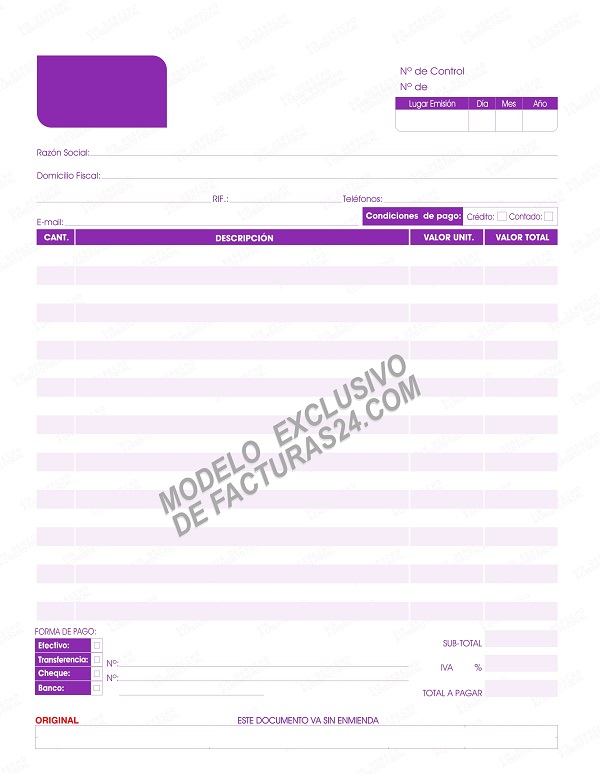 Nº de Control
Nº de
Lugar Emisión Día Mes Año
Razón Social:
Domicilio Fiscal:
RIF.: Teléfonos:
E-mail: Condiciones de pago: Crédito: Contado:
CANT. DESCRIPCIÓN VALOR UNIT. VALOR TOTAL
MODELO EXCLUSIVO
DE FACTURAS24.COM
FORMA DE PAGO:
Efectivo: SUB-TOTAL
Transferencia: Nº: IVA %
Cheque: Nº:
Banco: TOTAL A PAGAR
ORIGINAL ESTE DOCUMENTO VA SIN ENMIENDA